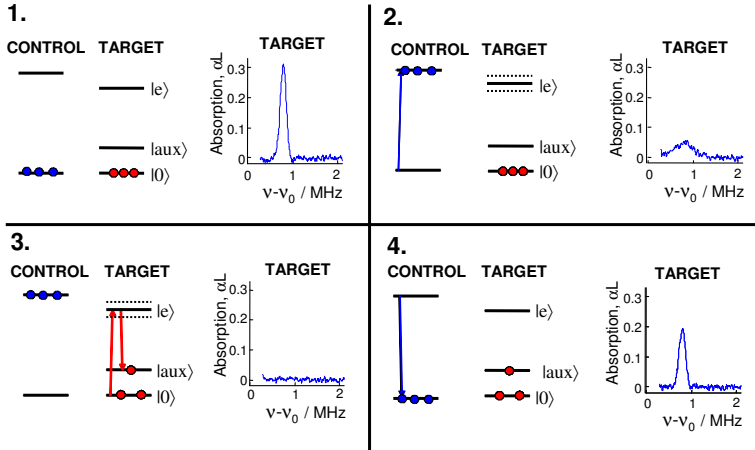 1.
CONTROL TARGET
|e⟩
|aux⟩
|0⟩
TARGET
Absorption, αL
0.3
0.2
0.1
0
0 1 2
ν-ν0 / MHz
2.
CONTROL TARGET
|e⟩
|aux⟩
|0⟩
TARGET
Absorption, αL
0.3
0.2
0.1
0
0 1 2
ν-ν0 / MHz
3.
CONTROL TARGET
|e⟩
|aux⟩
|0⟩
TARGET
Absorption, αL
0.3
0.2
0.1
0
0 1 2
ν-ν0 / MHz
4.
CONTROL TARGET
|e⟩
|aux⟩
|0⟩
TARGET
Absorption, αL
0.3
0.2
0.1
0
0 1 2
ν-ν0 / MHz